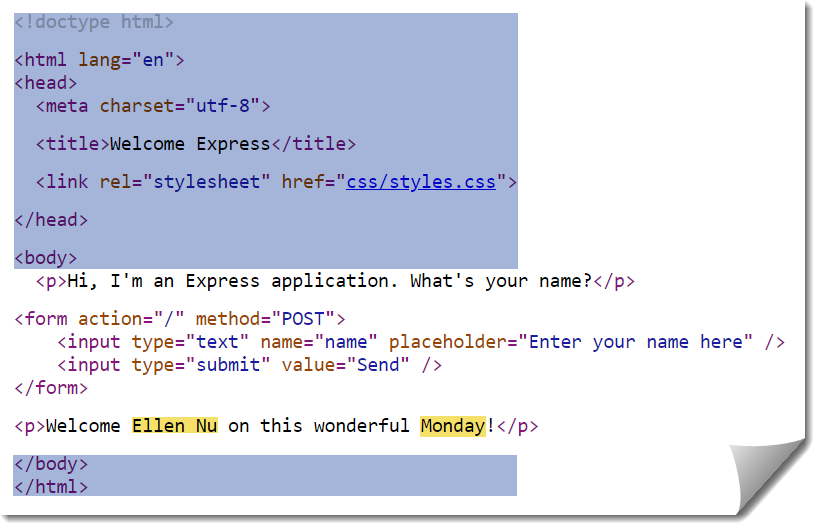 <!doctype html>
<html lang="en">
<head>
<meta charset="utf-8">
<title>Welcome Express</title>
<link rel="stylesheet" href="css/styles.css">
</head>
<body>
<p>Hi, I'm an Express application. What's your name?</p>
<form action="/" method="POST">
<input type="text" name="name" placeholder="Enter your name here" />
<input type="submit" value="Send" />
</form>
<p>Welcome Ellen Nu on this wonderful Monday!</p>
</body>
</html>